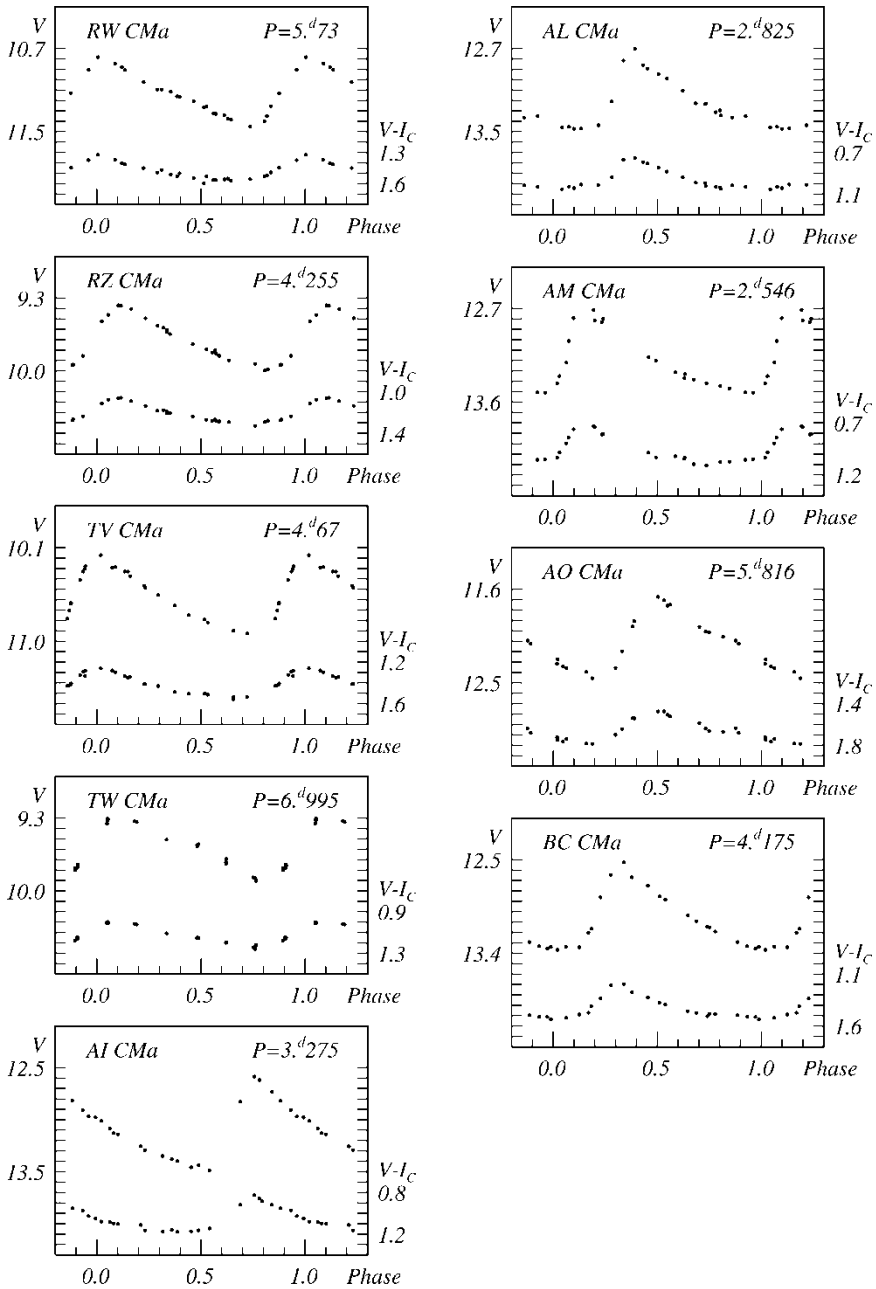 V
RW CMa P=5.ᵈ73
10.7
11.5
V-I_C
1.3
1.6
0.0 0.5 1.0 Phase
V
RZ CMa P=4.ᵈ255
9.3
10.0
V-I_C
1.0
1.4
0.0 0.5 1.0 Phase
V
TV CMa P=4.ᵈ67
10.1
11.0
V-I_C
1.2
1.6
0.0 0.5 1.0 Phase
V
TW CMa P=6.ᵈ995
9.3
10.0
V-I_C
0.9
1.3
0.0 0.5 1.0 Phase
V
AI CMa P=3.ᵈ275
12.5
13.5
V-I_C
0.8
1.2
0.0 0.5 1.0 Phase
V
AL CMa P=2.ᵈ825
12.7
13.5
V-I_C
0.7
1.1
0.0 0.5 1.0 Phase
V
AM CMa P=2.ᵈ546
12.7
13.6
V-I_C
0.7
1.2
0.0 0.5 1.0 Phase
V
AO CMa P=5.ᵈ816
11.6
12.5
V-I_C
1.4
1.8
0.0 0.5 1.0 Phase
V
BC CMa P=4.ᵈ175
12.5
13.4
V-I_C
1.1
1.6
0.0 0.5 1.0 Phase